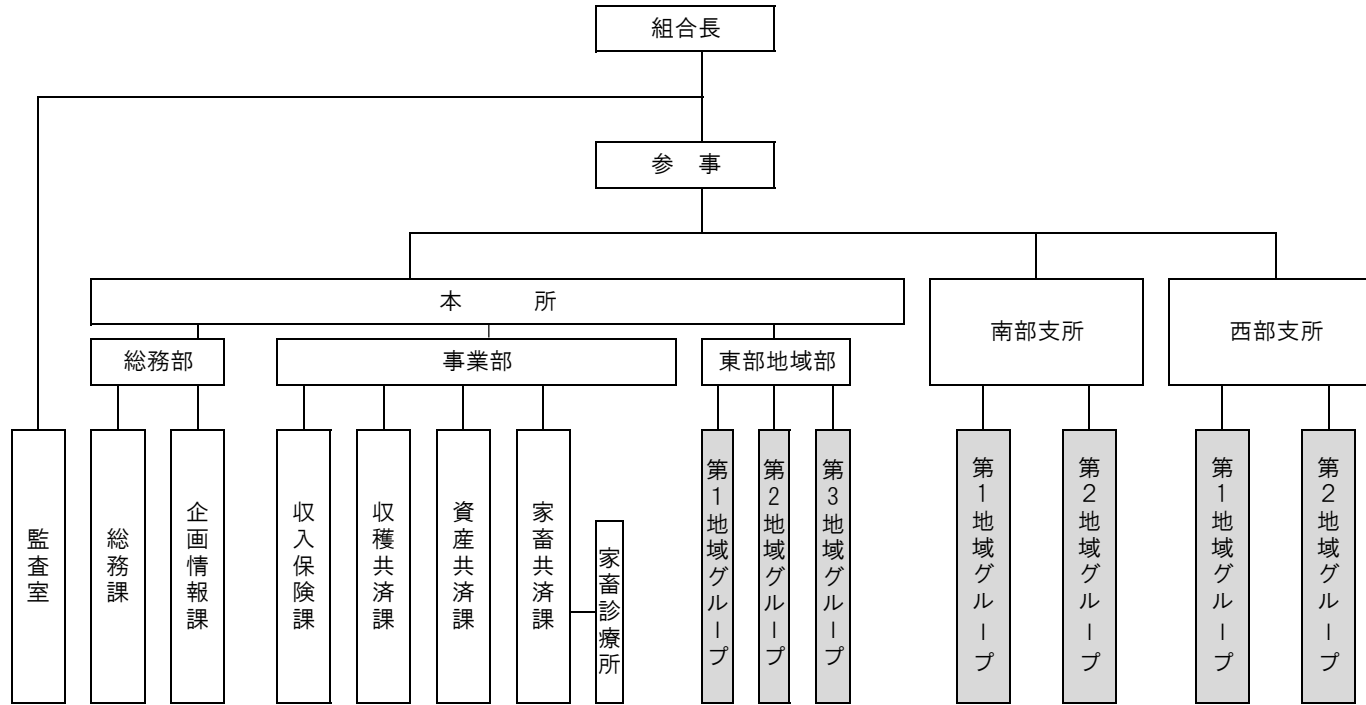 組合長
参　事
本　所
南部支所
西部支所
総務部
事業部
東部地域部
監査室
総務課
企画情報課
収入保険課
収穫共済課
資産共済課
家畜共済課
家畜診療所
第1地域グループ
第2地域グループ
第3地域グループ
第1地域グループ
第2地域グループ
第1地域グループ
第2地域グループ